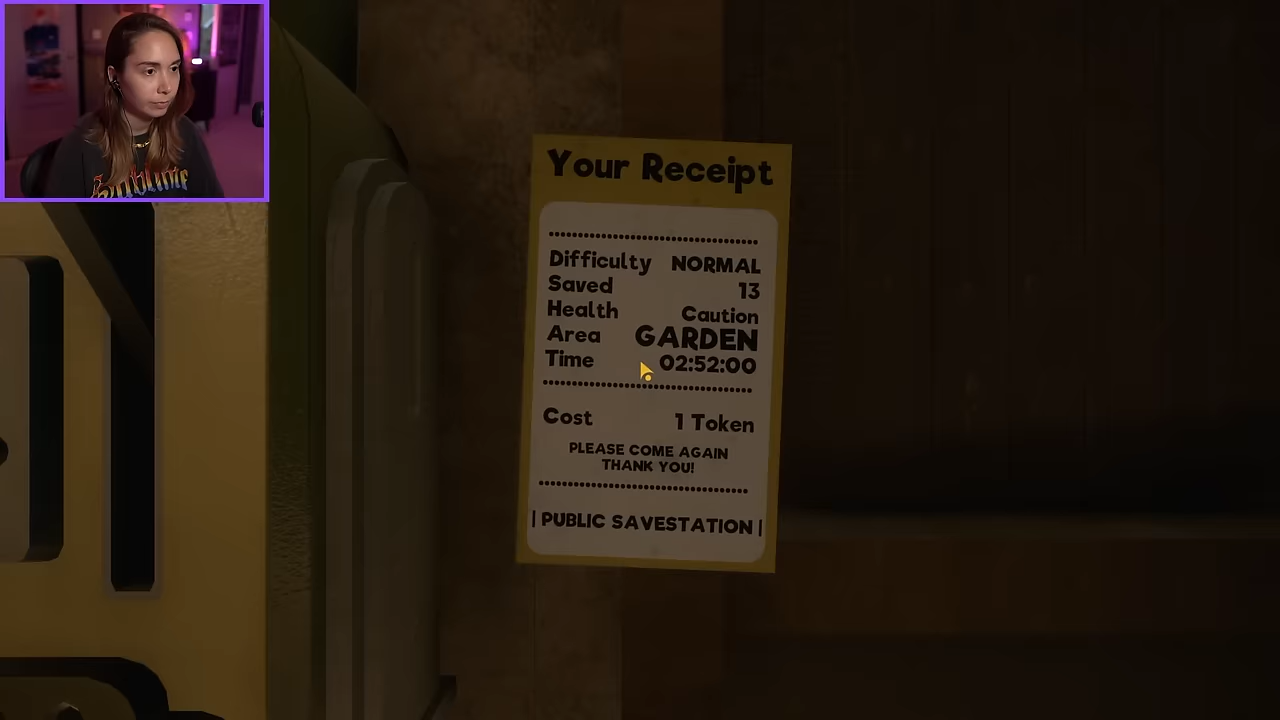 Your Receipt
Difficulty NORMAL
Saved 13
Health Caution
Area GARDEN
Time 02:52:00
Cost 1 Token
PLEASE COME AGAIN
THANK YOU!
| PUBLIC SAVESTATION |
Sublime